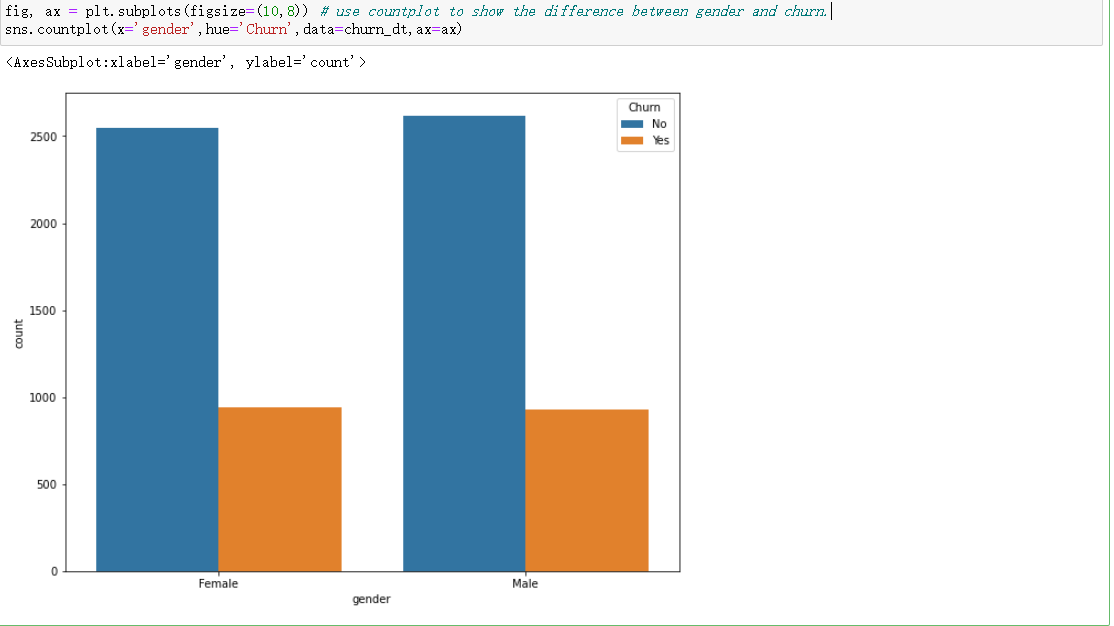 fig, ax = plt.subplots(figsize=(10,8)) # use countplot to show the difference between gender and churn.
sns.countplot(x='gender',hue='Churn',data=churn_dt,ax=ax)
<AxesSubplot:xlabel='gender', ylabel='count'>
Churn
No
Yes
2500
2000
1500
1000
500
0
count
Female
Male
gender